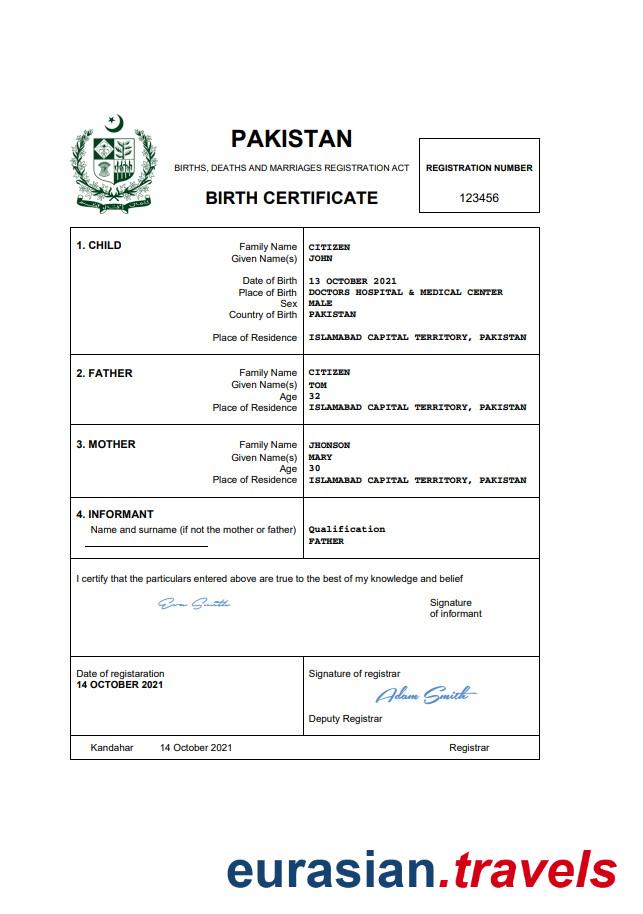 PAKISTAN
BIRTHS, DEATHS AND MARRIAGES REGISTRATION ACT
BIRTH CERTIFICATE
REGISTRATION NUMBER
123456
1. CHILD
Family Name CITIZEN
Given Name(s) JOHN
Date of Birth 13 OCTOBER 2021
Place of Birth DOCTORS HOSPITAL & MEDICAL CENTER
Sex MALE
Country of Birth PAKISTAN
Place of Residence ISLAMABAD CAPITAL TERRITORY, PAKISTAN
2. FATHER
Family Name CITIZEN
Given Name(s) TOM
Age 32
Place of Residence ISLAMABAD CAPITAL TERRITORY, PAKISTAN
3. MOTHER
Family Name JHONSON
Given Name(s) MARY
Age 30
Place of Residence ISLAMABAD CAPITAL TERRITORY, PAKISTAN
4. INFORMANT
Name and surname (if not the mother or father)
Qualification
FATHER
I certify that the particulars entered above are true to the best of my knowledge and belief
Eva Smith
Signature
of informant
Date of registaration
14 OCTOBER 2021
Signature of registrar
Adam Smith
Deputy Registrar
Kandahar 14 October 2021 Registrar
eurasian.travels